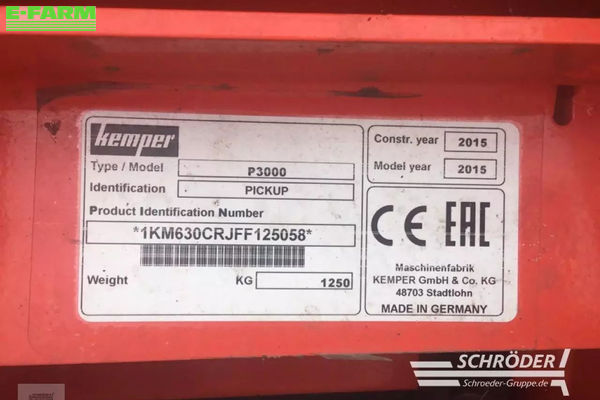 E-FARM
kemper
Constr. year 2015
Type / Model P3000
Model year 2015
Identification PICKUP
Product Identification Number
*1KM630CRJFF125058*
CE EAC
Weight KG 1250
Maschinenfabrik
KEMPER GmbH & Co. KG
48703 Stadtlohn
MADE IN GERMANY
SCHRÖDER
Schroeder-Gruppe.de